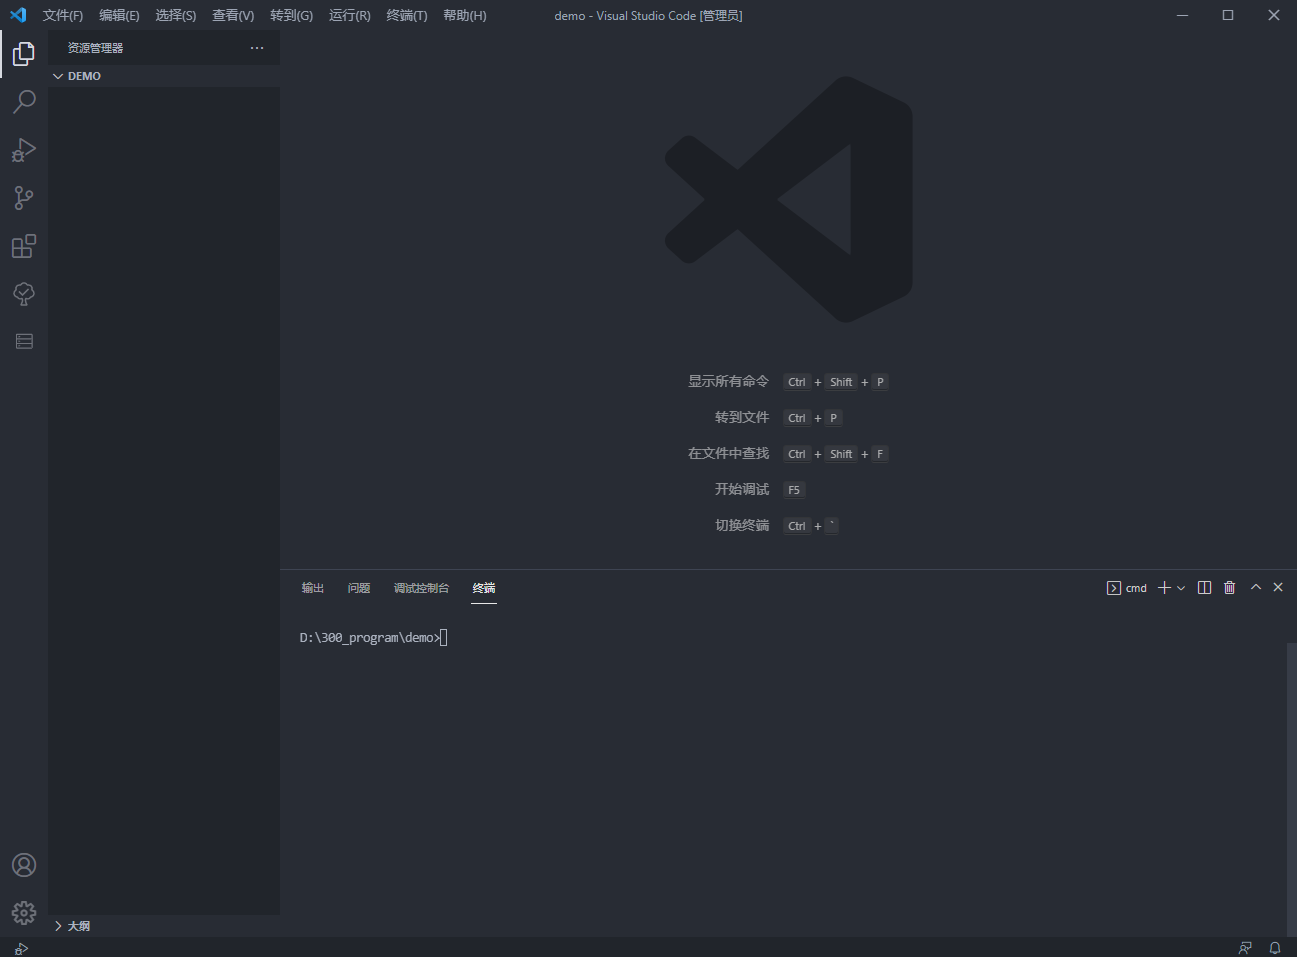 文件(F) 编辑(E) 选择(S) 查看(V) 转到(G) 运行(R) 终端(T) 帮助(H) demo - Visual Studio Code [管理员]
资源管理器
DEMO
显示所有命令 Ctrl + Shift + P
转到文件 Ctrl + P
在文件中查找 Ctrl + Shift + F
开始调试 F5
切换终端 Ctrl + `
输出 问题 调试控制台 终端 cmd
D:\300_program\demo>
大纲